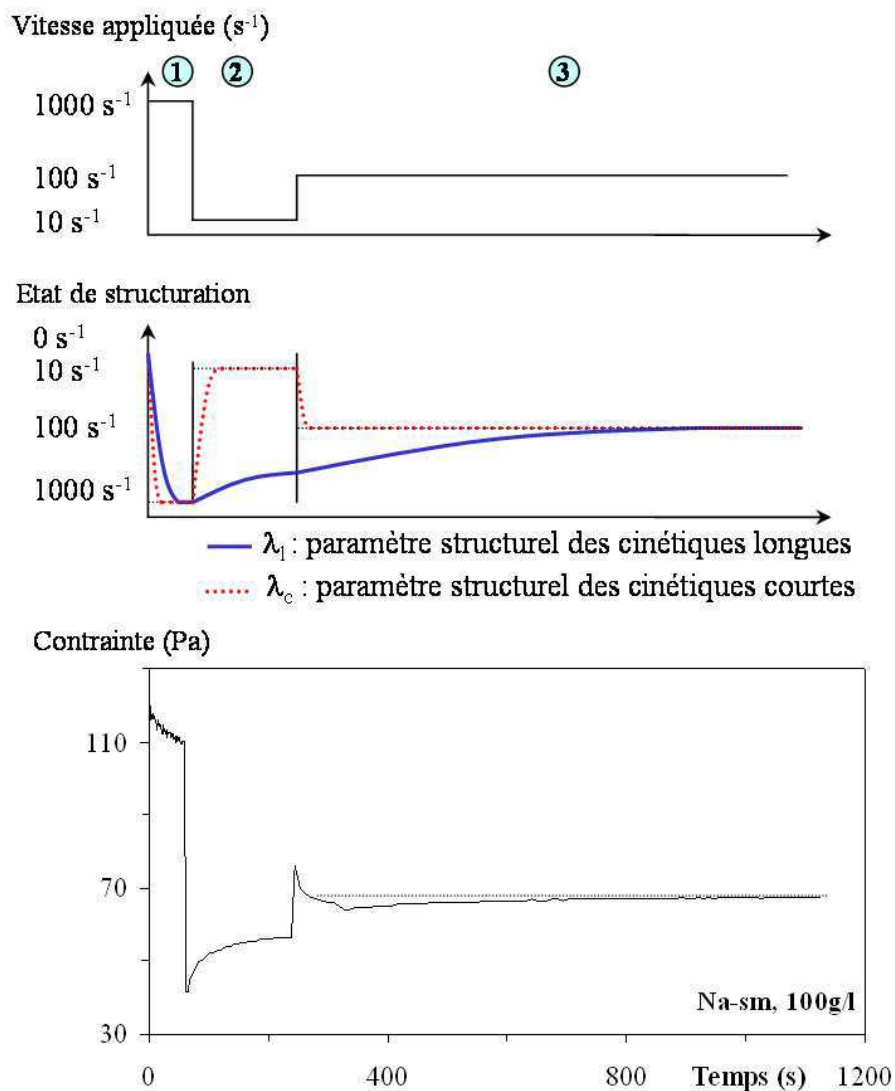 Vitesse appliquée (s⁻¹)
1 2 3
1000 s⁻¹
100 s⁻¹
10 s⁻¹
Etat de structuration
0 s⁻¹
10 s⁻¹
100 s⁻¹
1000 s⁻¹
λ₁ : paramètre structurel des cinétiques longues
λc : paramètre structurel des cinétiques courtes
Contrainte (Pa)
110
70
30
Na-sm, 100g/l
0 400 800 Temps (s) 1200